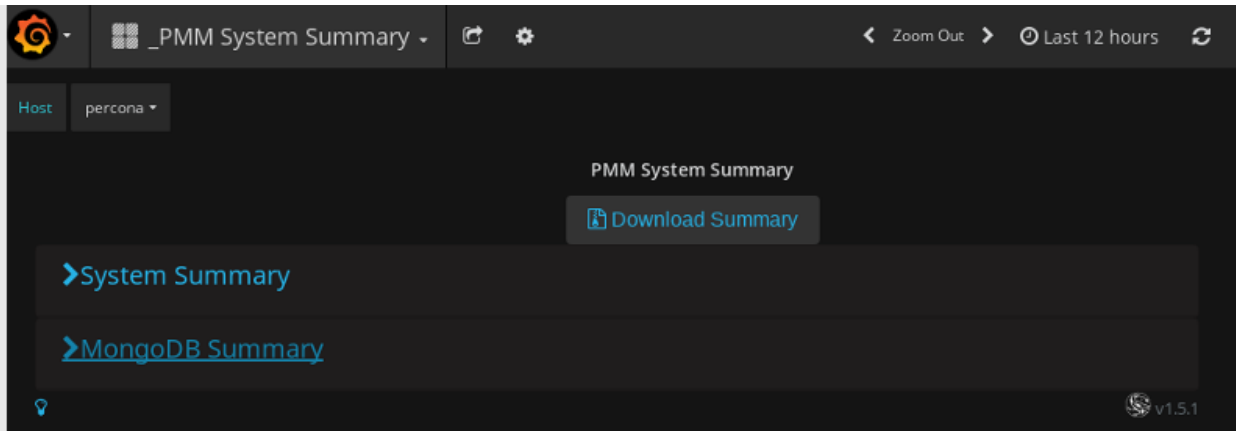 _PMM System Summary
Zoom Out
Last 12 hours
Host
percona
PMM System Summary
Download Summary
System Summary
MongoDB Summary
v1.5.1